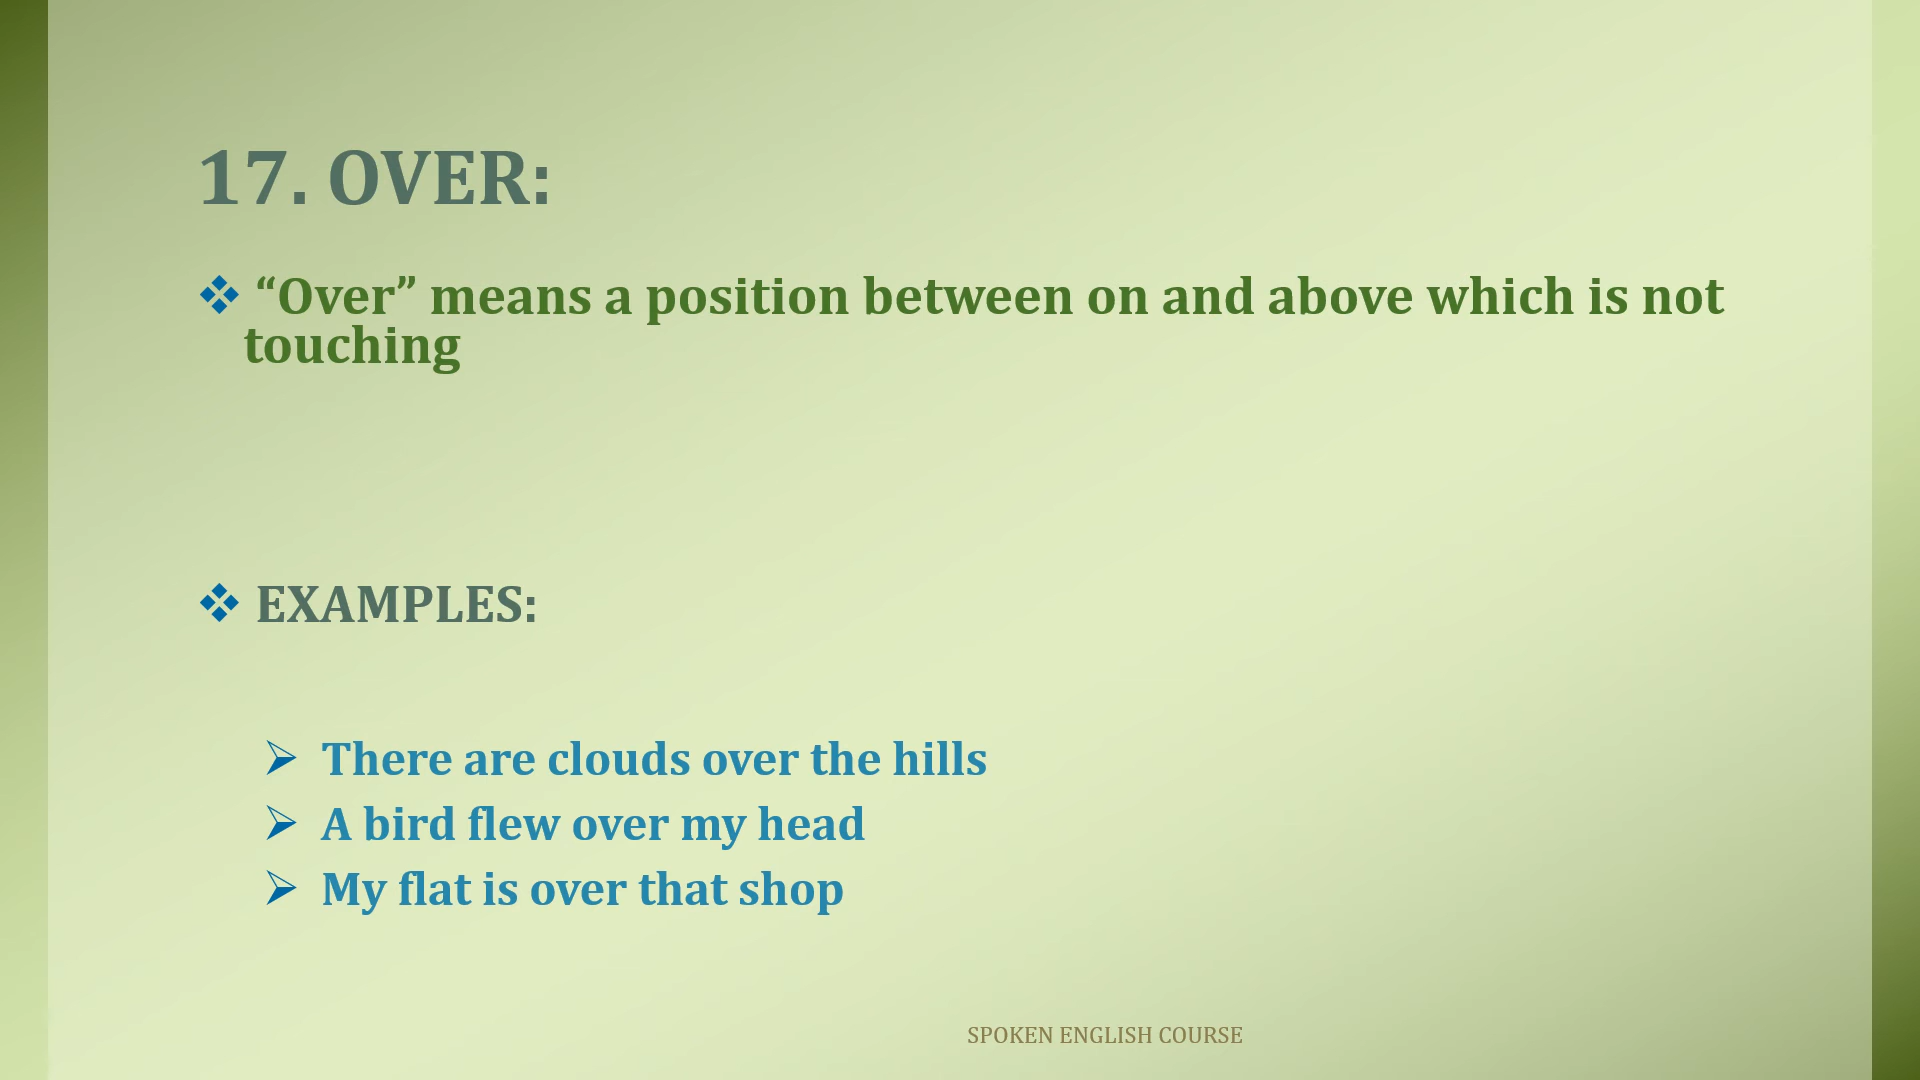 17. OVER:
❖ “Over” means a position between on and above which is not
touching
❖ EXAMPLES:
➢ There are clouds over the hills
➢ A bird flew over my head
➢ My flat is over that shop
SPOKEN ENGLISH COURSE